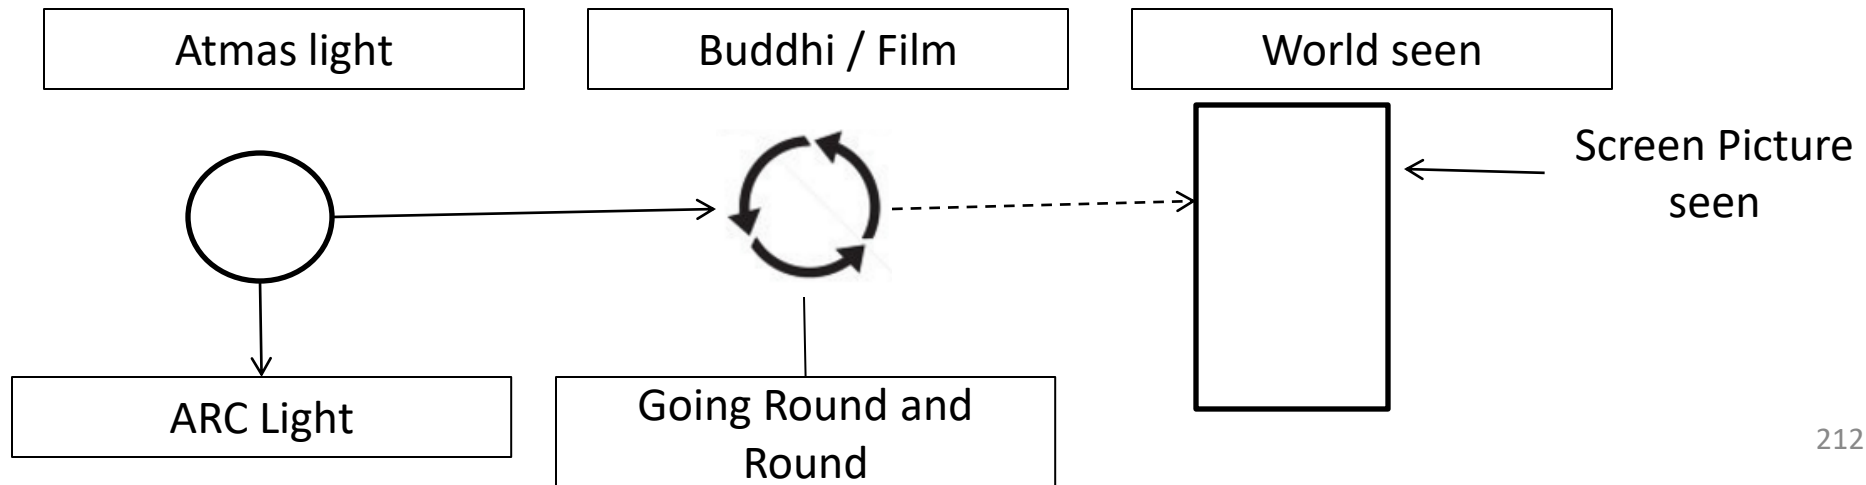 Atmas light
Buddhi / Film
World seen
Screen Picture
seen
ARC Light
Going Round and
Round
212